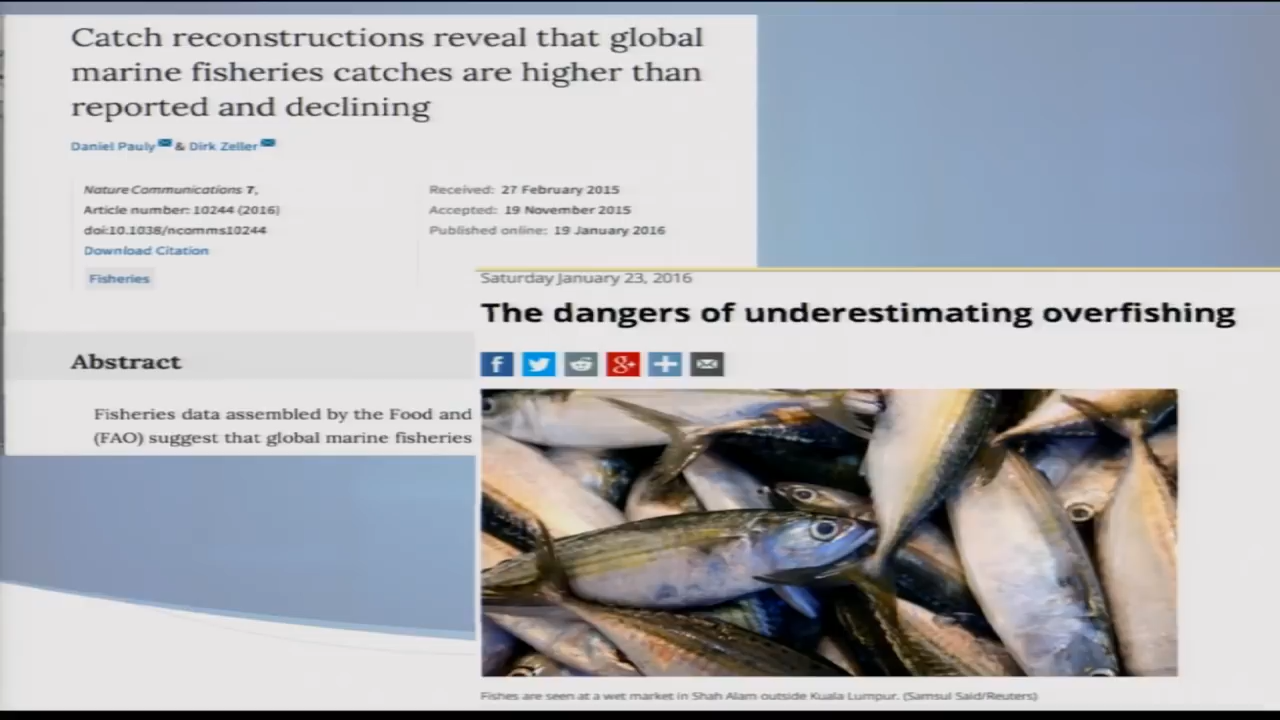 Catch reconstructions reveal that global
marine fisheries catches are higher than
reported and declining
Daniel Pauly & Dirk Zeller
Nature Communications 7,
Article number: 10244 (2016)
doi:10.1038/ncomms10244
Download Citation
Fisheries
Received: 27 February 2015
Accepted: 19 November 2015
Published online: 19 January 2016
Abstract
Fisheries data assembled by the Food and
(FAO) suggest that global marine fisheries
Saturday January 23, 2016
The dangers of underestimating overfishing
f
g+
Fishes are seen at a wet market in Shah Alam outside Kuala Lumpur. (Samsul Said/Reuters)